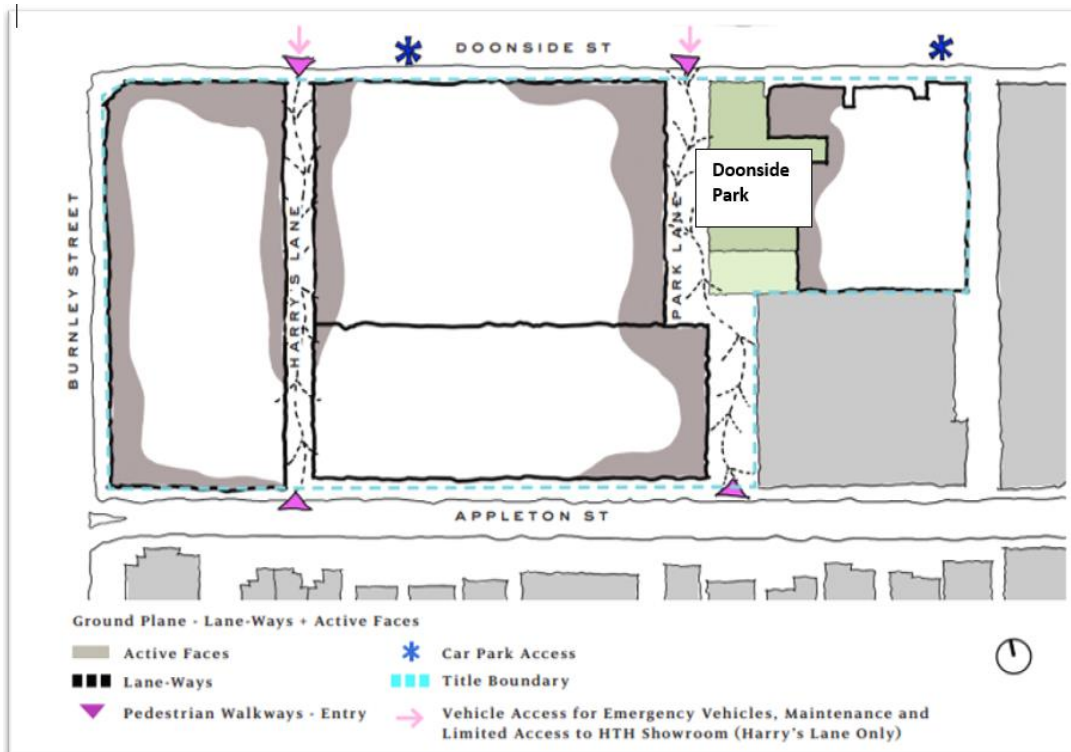 DOONSIDE ST
BURNLEY STREET
HARRY'S LANE
PARK LANE
Doonside
Park
APPLETON ST
Ground Plane - Lane-Ways + Active Faces
Active Faces
Car Park Access
Lane-Ways
Title Boundary
Pedestrian Walkways - Entry
Vehicle Access for Emergency Vehicles, Maintenance and
Limited Access to HTH Showroom (Harry's Lane Only)